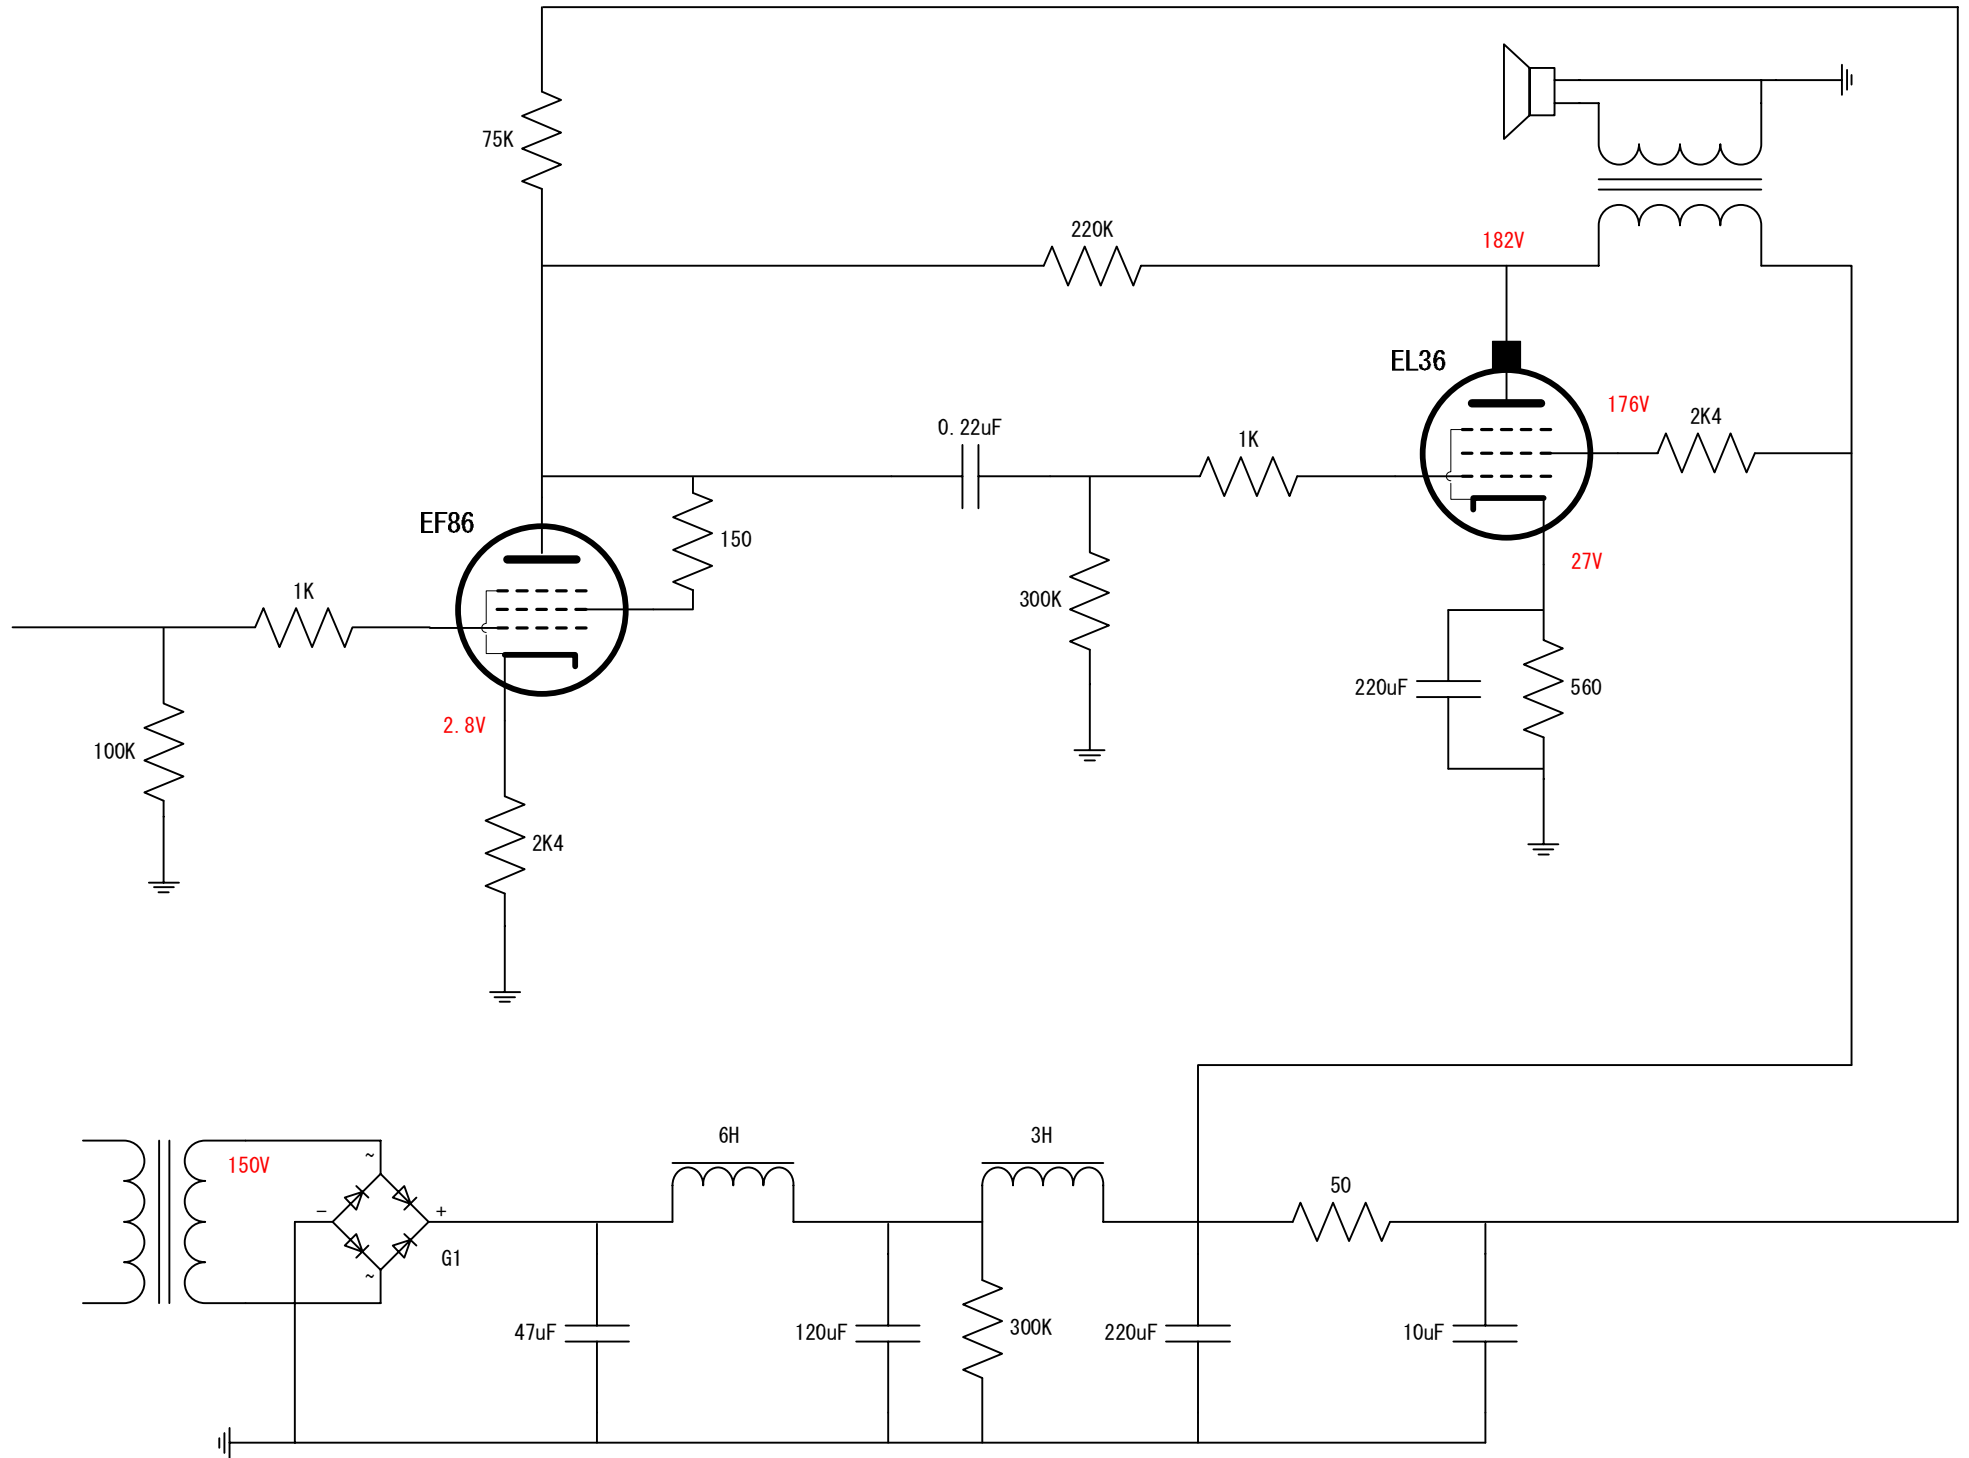 75K
220K
182V
EL36
176V
2K4
0.22uF
1K
EF86
150
27V
1K
300K
220uF
560
2.8V
100K
2K4
6H
3H
150V
~
50
-
+
G1
~
47uF
120uF
300K
220uF
10uF